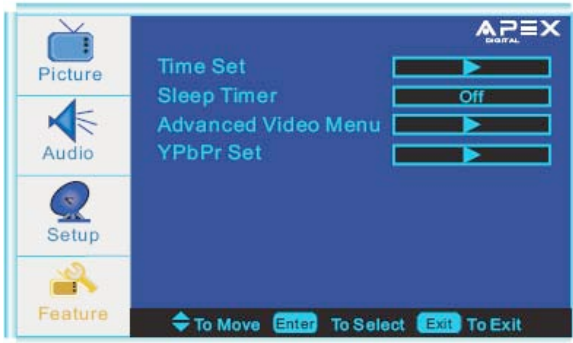 APEX
DIGITAL
Picture
Audio
Setup
Feature
Time Set
Sleep Timer Off
Advanced Video Menu
YPbPr Set
To Move Enter To Select Exit To Exit